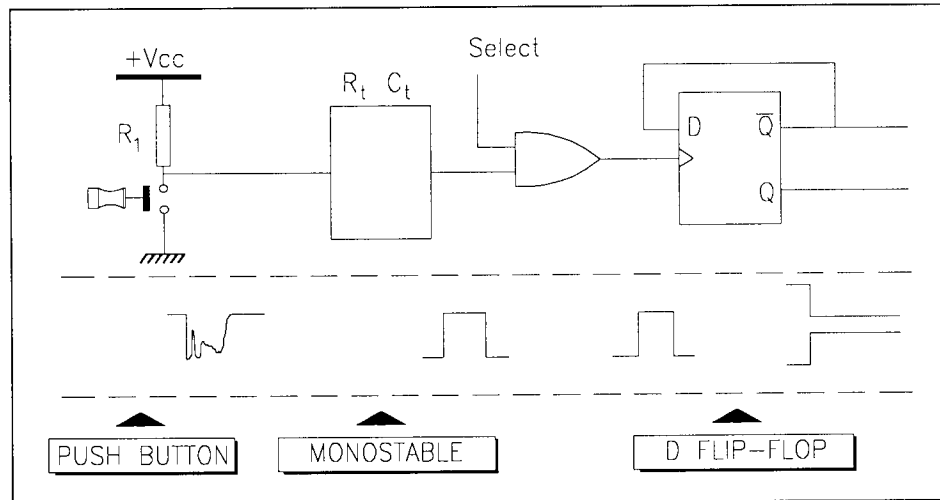 +Vcc
Select
R1
Rt Ct
D
Q̅
Q
PUSH BUTTON
MONOSTABLE
D FLIP-FLOP